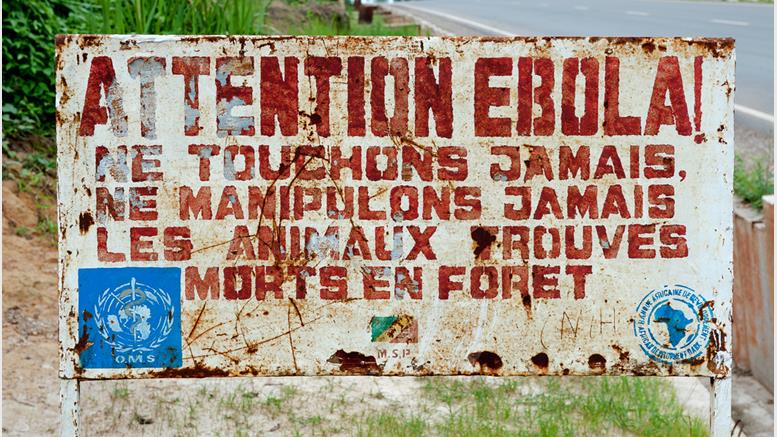 ATTENTION EBOLA!
NE TOUCHONS JAMAIS,
NE MANIPULONS JAMAIS
LES ANIMAUX TROUVES
MORTS EN FORET
O.M.S
M.S.P